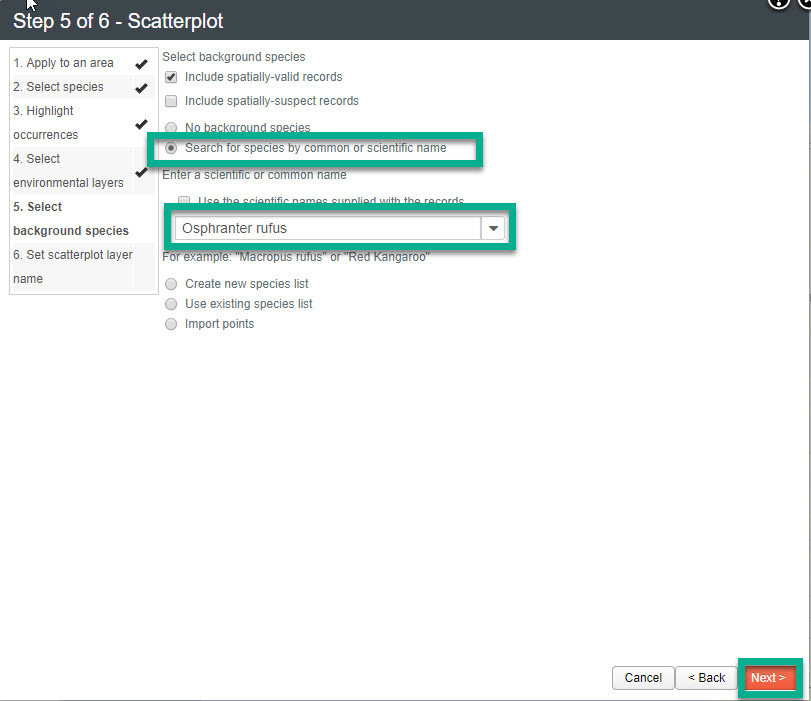 Step 5 of 6 - Scatterplot
1. Apply to an area
2. Select species
3. Highlight
occurrences
4. Select
environmental layers
5. Select
background species
6. Set scatterplot layer
name
Select background species
Include spatially-valid records
Include spatially-suspect records
No background species
Search for species by common or scientific name
Enter a scientific or common name
Use the scientific names supplied with the records
Osphranter rufus
For example: "Macropus rufus" or "Red Kangaroo"
Create new species list
Use existing species list
Import points
Cancel
< Back
Next >